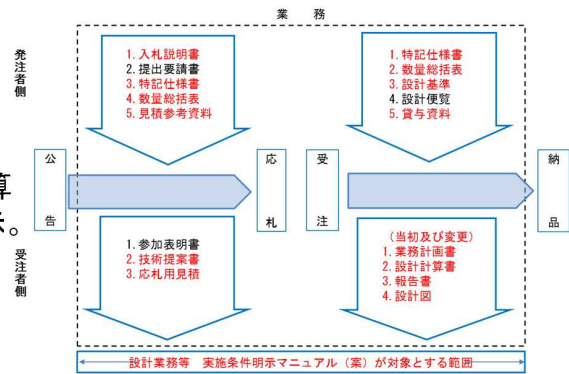 業 務
発注者側
1. 入札説明書
2. 提出要請書
3. 特記仕様書
4. 数量総括表
5. 見積参考資料
1. 特記仕様書
2. 数量総括表
3. 設計基準
4. 設計便覧
5. 貸与資料
公 告
応 札
受 注
納 品
算
。
受注者側
1. 参加表明書
2. 技術提案書
3. 応札用見積
(当初及び変更)
1. 業務計画書
2. 設計計算書
3. 報告書
4. 設計図
設計業務等 実施条件明示マニュアル（案）が対象とする範囲